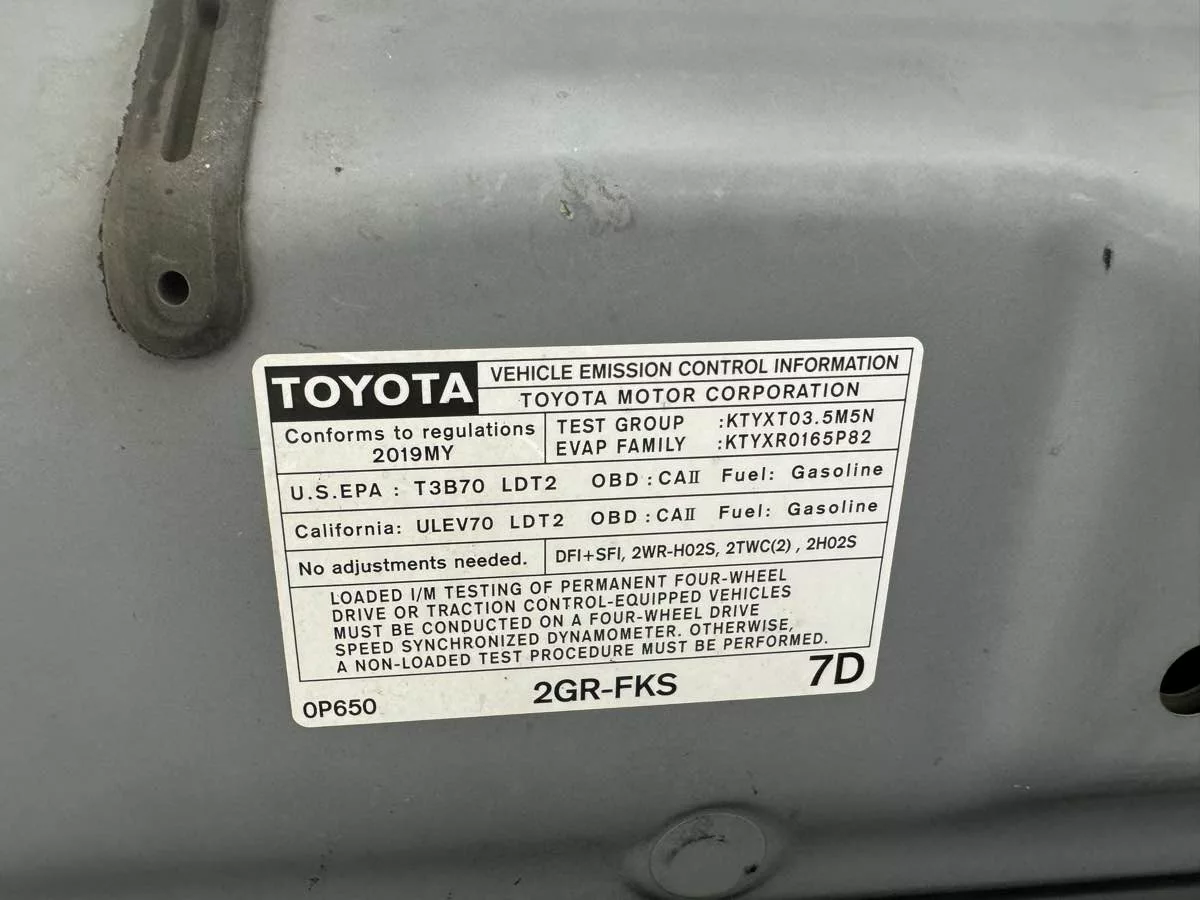 TOYOTA
VEHICLE EMISSION CONTROL INFORMATION
TOYOTA MOTOR CORPORATION
Conforms to regulations
2019MY
TEST GROUP :KTYXT03.5M5N
EVAP FAMILY :KTYXR0165P82
U.S.EPA : T3B70 LDT2 OBD : CAII Fuel: Gasoline
California: ULEV70 LDT2 OBD : CAII Fuel: Gasoline
No adjustments needed.
DFI+SFI, 2WR-HO2S, 2TWC(2) , 2HO2S
LOADED I/M TESTING OF PERMANENT FOUR-WHEEL
DRIVE OR TRACTION CONTROL-EQUIPPED VEHICLES
MUST BE CONDUCTED ON A FOUR-WHEEL DRIVE
SPEED SYNCHRONIZED DYNAMOMETER. OTHERWISE,
A NON-LOADED TEST PROCEDURE MUST BE PERFORMED.
0P650 2GR-FKS 7D